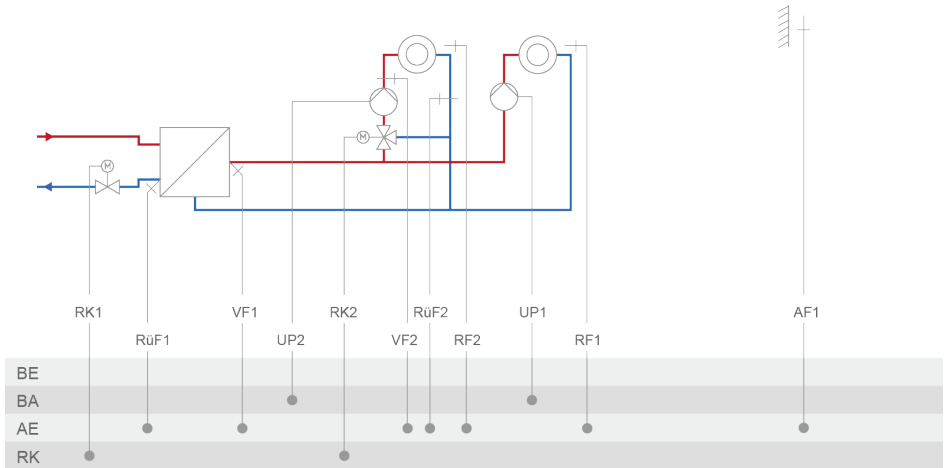 M
M
RK1 VF1 RK2 RüF2 UP1 AF1
RüF1 UP2 VF2 RF2 RF1
BE
BA
AE
RK